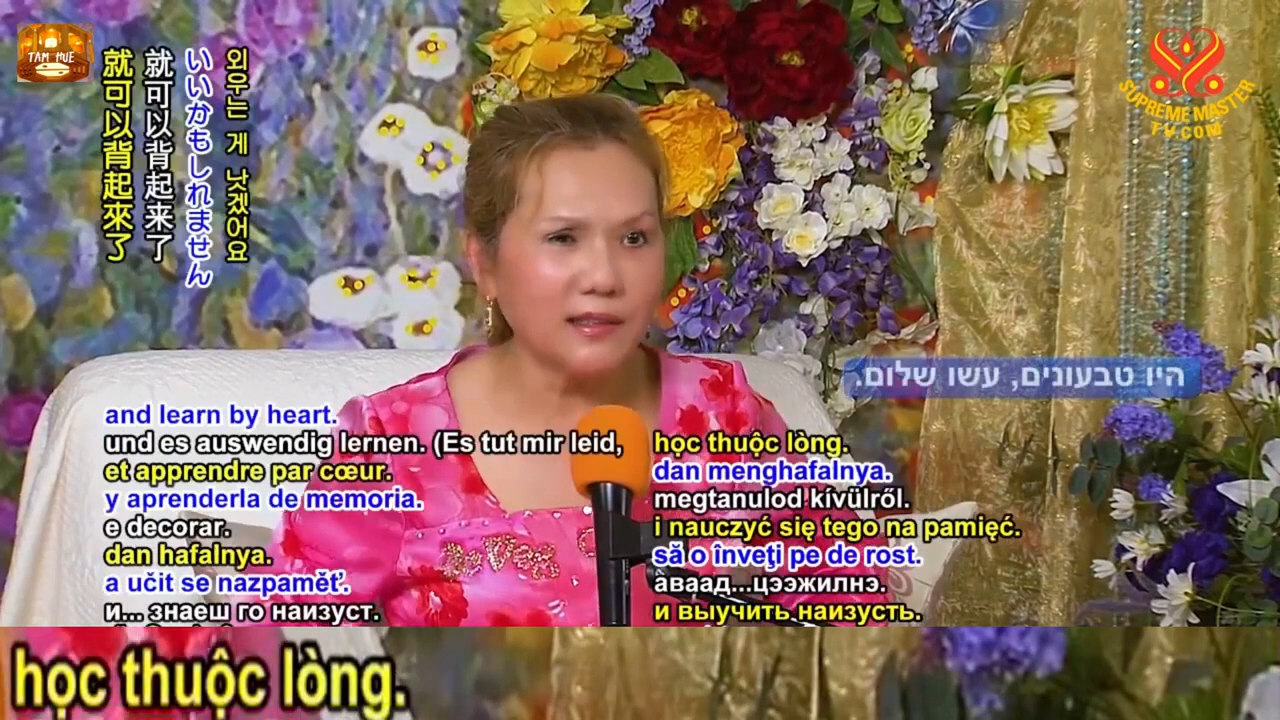 TAM HUE
就可以背起來了
就可以背起来了
いいかもしれません
외우는 게 낫겠어요
SUPREME MASTER
TV.COM
היו טבעונים, עשו שלום.
and learn by heart.
und es auswendig lernen. (Es tut mir leid,
et apprendre par cœur.
y aprenderla de memoria.
e decorar.
dan hafalnya.
a učit se nazpaměť.
и... знаеш го наизуст.
học thuộc lòng.
dan menghafalnya.
megtanulod kívülről.
i nauczyć się tego na pamięć.
să o înveţi pe de rost.
аваад...цээжилнэ.
и выучить наизусть.
học thuộc lòng.